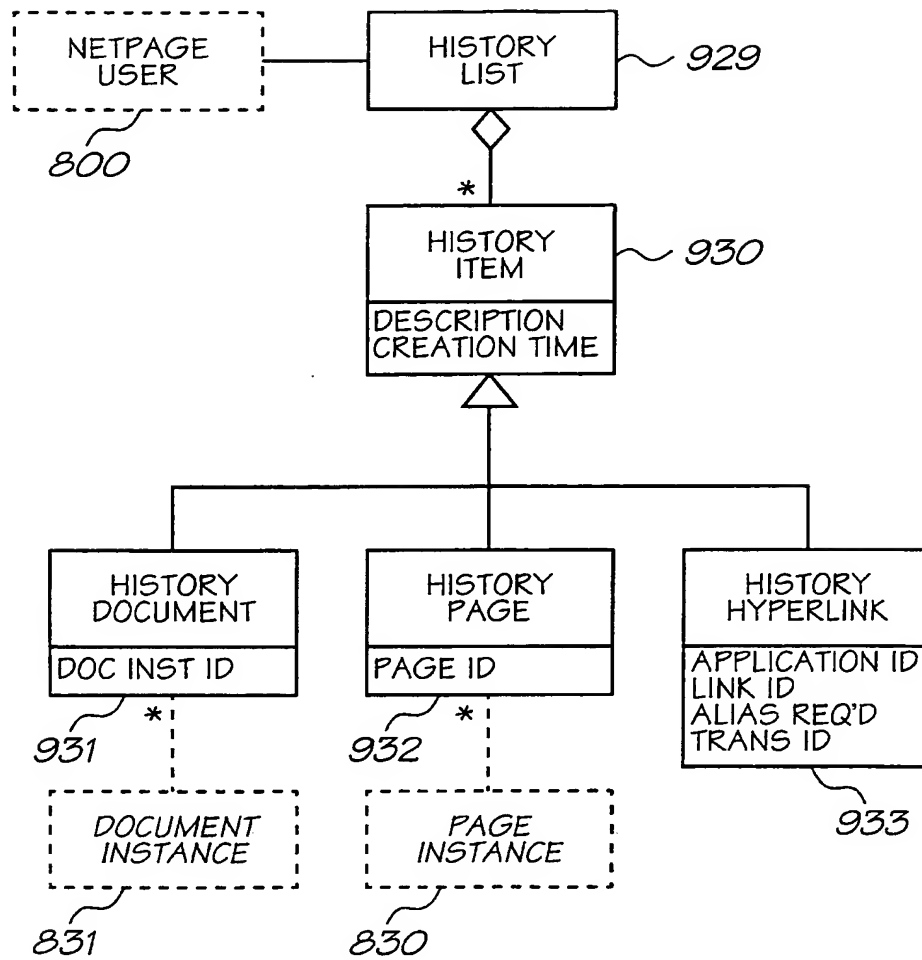 NETPAGE
USER
800
HISTORY
LIST
929
*
HISTORY
ITEM
930
DESCRIPTION
CREATION TIME
HISTORY
DOCUMENT
DOC INST ID
931
*
HISTORY
PAGE
PAGE ID
932
*
HISTORY
HYPERLINK
APPLICATION ID
LINK ID
ALIAS REQ'D
TRANS ID
933
DOCUMENT
INSTANCE
831
PAGE
INSTANCE
830